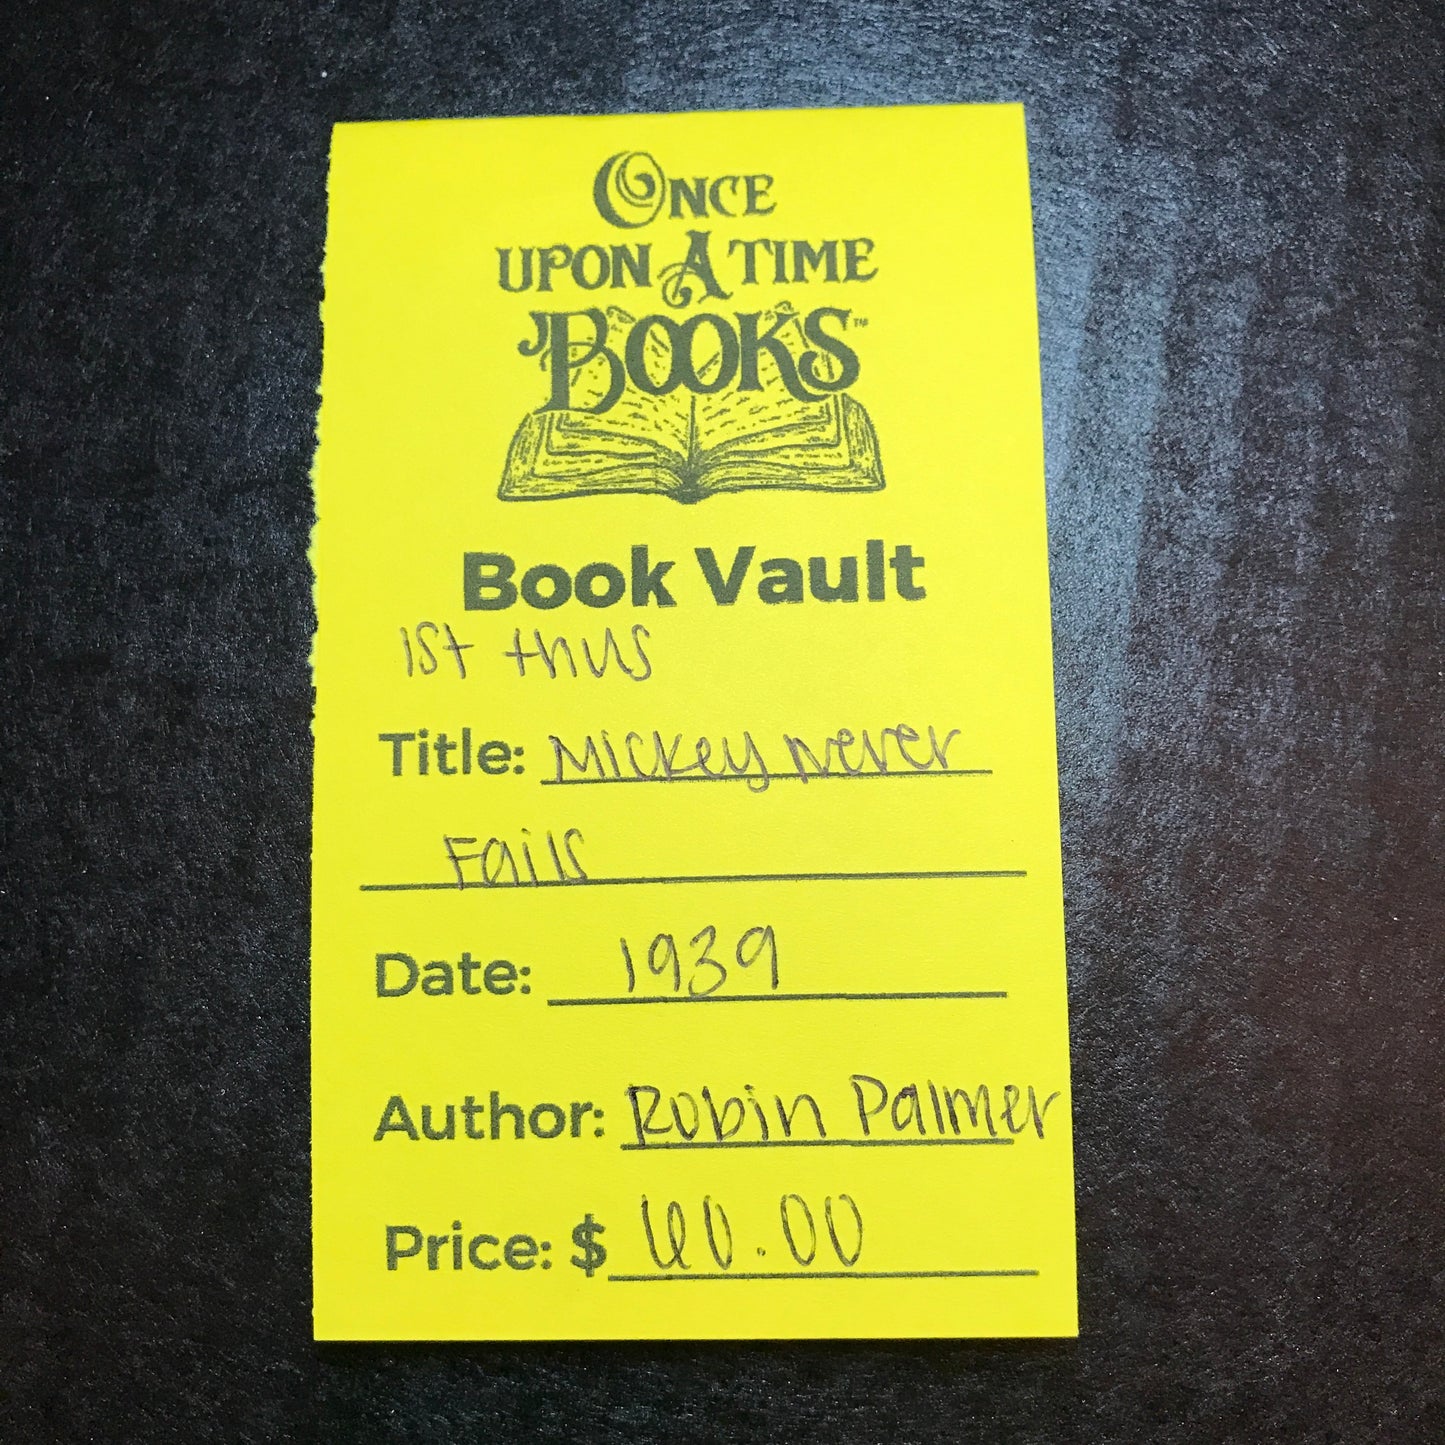 ONCE
UPON A TIME
BOOKS™
Book Vault
1st thus
Title: Mickey Never
Fails
Date: 1939
Author: Robin Palmer
Price: $ 60.00